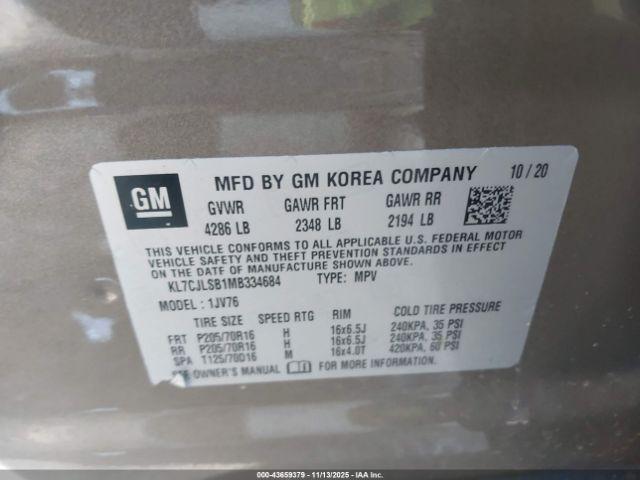 GM
MFD BY GM KOREA COMPANY 10/20
GVWR GAWR FRT GAWR RR
4286 LB 2348 LB 2194 LB
THIS VEHICLE CONFORMS TO ALL APPLICABLE U.S. FEDERAL MOTOR
VEHICLE SAFETY AND THEFT PREVENTION STANDARDS IN EFFECT
ON THE DATE OF MANUFACTURE SHOWN ABOVE.
KL7CJLSB1MB334684 TYPE: MPV
MODEL: 1JV76
TIRE SIZE SPEED RTG RIM COLD TIRE PRESSURE
FRT P205/70R16 H 16x6.5J 240KPA, 35 PSI
RR P205/70R16 H 16x6.5J 240KPA, 35 PSI
SPA T125/70D16 M 16x4.0T 420KPA, 60 PSI
SEE OWNER'S MANUAL FOR MORE INFORMATION.
000-43659379 - 11/13/2025 - IAAI.COM